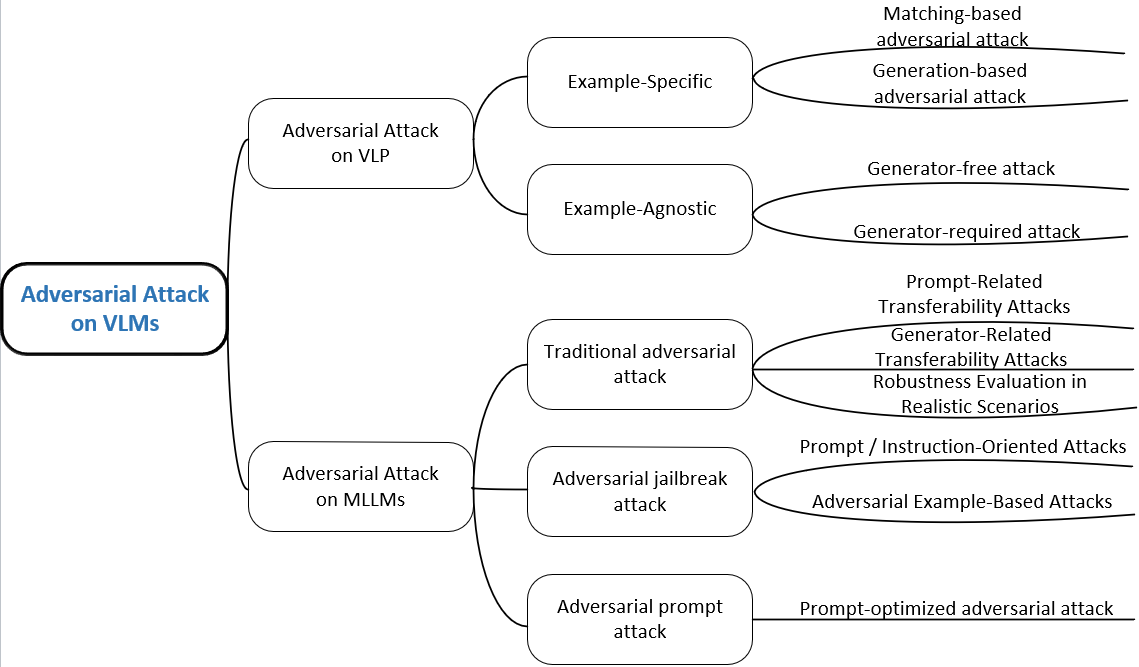 Adversarial Attack
on VLMs
Adversarial Attack
on VLP
Example-Specific
Matching-based
adversarial attack
Generation-based
adversarial attack
Example-Agnostic
Generator-free attack
Generator-required attack
Adversarial Attack
on MLLMs
Traditional adversarial
attack
Prompt-Related
Transferability Attacks
Generator-Related
Transferability Attacks
Robustness Evaluation in
Realistic Scenarios
Adversarial jailbreak
attack
Prompt / Instruction-Oriented Attacks
Adversarial Example-Based Attacks
Adversarial prompt
attack
Prompt-optimized adversarial attack